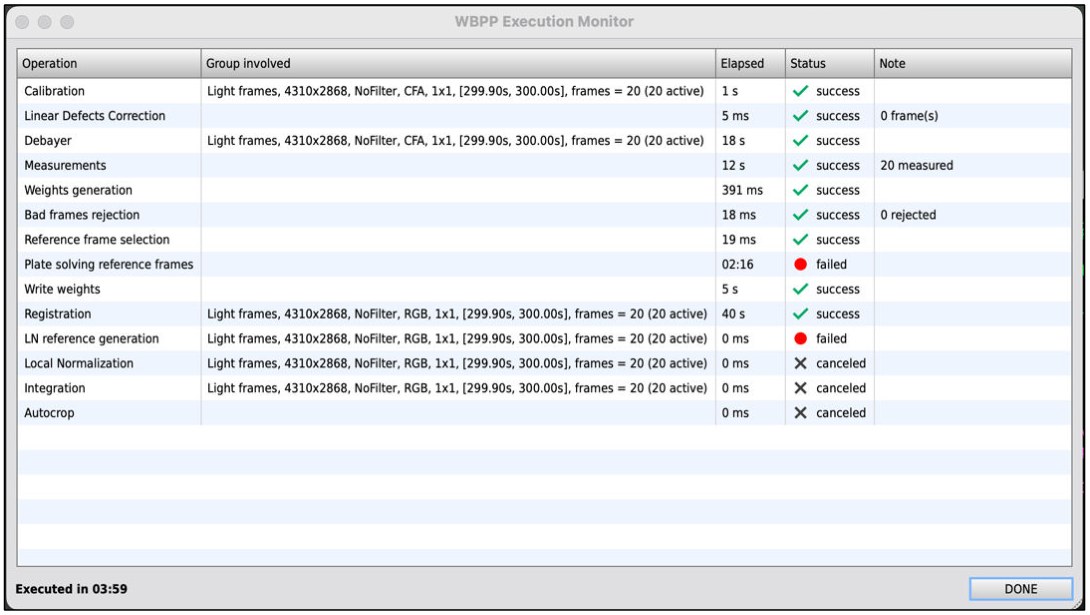 WBPP Execution Monitor
Operation Group involved Elapsed Status Note
Calibration Light frames, 4310x2868, NoFilter, CFA, 1x1, [299.90s, 300.00s], frames = 20 (20 active) 1 s success
Linear Defects Correction 5 ms success 0 frame(s)
Debayer Light frames, 4310x2868, NoFilter, CFA, 1x1, [299.90s, 300.00s], frames = 20 (20 active) 18 s success
Measurements 12 s success 20 measured
Weights generation 391 ms success
Bad frames rejection 18 ms success 0 rejected
Reference frame selection 19 ms success
Plate solving reference frames 02:16 failed
Write weights 5 s success
Registration Light frames, 4310x2868, NoFilter, RGB, 1x1, [299.90s, 300.00s], frames = 20 (20 active) 40 s success
LN reference generation Light frames, 4310x2868, NoFilter, RGB, 1x1, [299.90s, 300.00s], frames = 20 (20 active) 0 ms failed
Local Normalization Light frames, 4310x2868, NoFilter, RGB, 1x1, [299.90s, 300.00s], frames = 20 (20 active) 0 ms canceled
Integration Light frames, 4310x2868, NoFilter, RGB, 1x1, [299.90s, 300.00s], frames = 20 (20 active) 0 ms canceled
Autocrop 0 ms canceled
Executed in 03:59 DONE